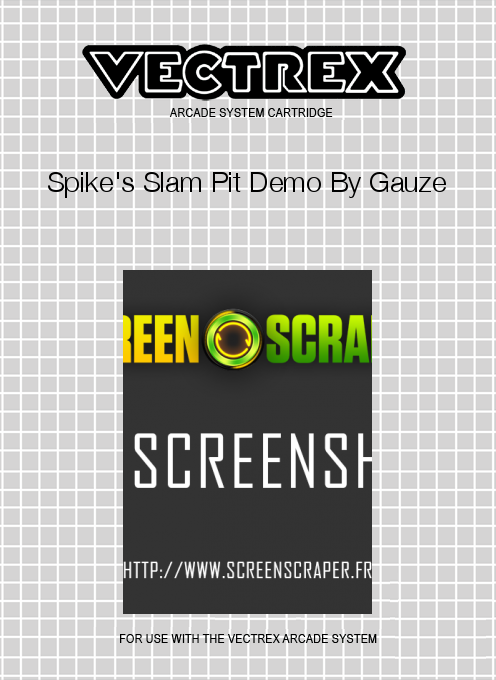 VECTREX
ARCADE SYSTEM CARTRIDGE
Spike's Slam Pit Demo By Gauze
REEN SCRA
SCREENSH
HTTP://WWW.SCREENSCRAPER.FR
FOR USE WITH THE VECTREX ARCADE SYSTEM